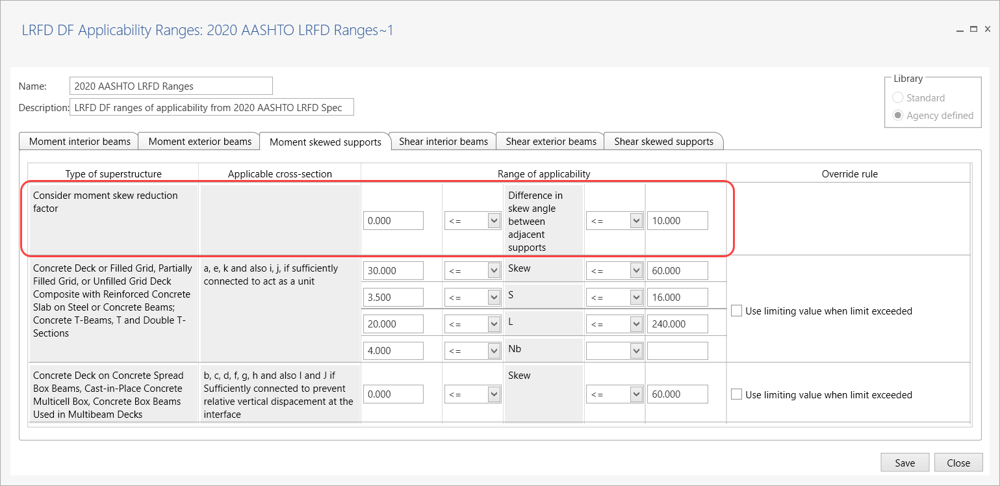 LRFD DF Applicability Ranges: 2020 AASHTO LRFD Ranges~1
Name:
2020 AASHTO LRFD Ranges
Description:
LRFD DF ranges of applicability from 2020 AASHTO LRFD Spec
Library
Standard
Agency defined
Moment interior beams
Moment exterior beams
Moment skewed supports
Shear interior beams
Shear exterior beams
Shear skewed supports
Type of superstructure
Applicable cross-section
Range of applicability
Override rule
Consider moment skew reduction
factor
0.000
<=
Difference in
skew angle
between
adjacent
supports
<=
10.000
Concrete Deck or Filled Grid, Partially
Filled Grid, or Unfilled Grid Deck
Composite with Reinforced Concrete
Slab on Steel or Concrete Beams;
Concrete T-Beams, T and Double T-
Sections
a, e, k and also i, j, if sufficiently
connected to act as a unit
30.000
<=
Skew
<=
60.000
3.500
<=
S
<=
16.000
20.000
<=
L
<=
240.000
4.000
<=
Nb
Use limiting value when limit exceeded
Concrete Deck on Concrete Spread
Box Beams, Cast-in-Place Concrete
Multicell Box, Concrete Box Beams
Used in Multibeam Decks
b, c, d, f, g, h and also I and J if
Sufficiently connected to prevent
relative vertical dispacement at the
interface
0.000
<=
Skew
<=
60.000
Use limiting value when limit exceeded
Save
Close